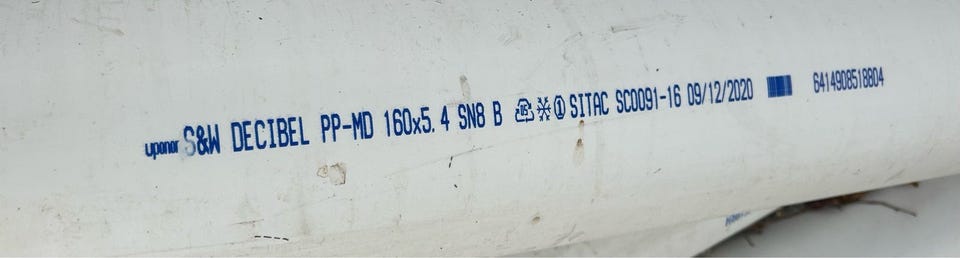 uponor S&W DECIBEL PP-MD 160x5.4 SN8 B SITAC SC0091-16 09/12/2020 6414908518804